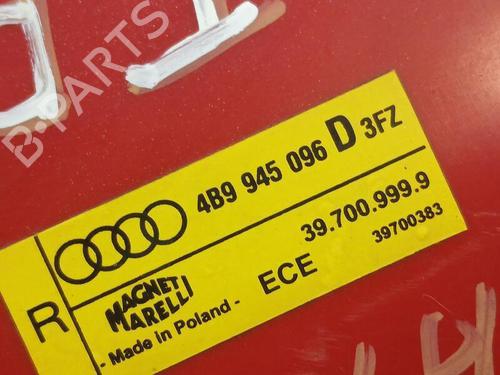 B-PARTS
4B9 945 096 D 3FZ
39.700.999.9
39700383
R
MAGNETI
MARELLI
ECE
- Made in Poland -